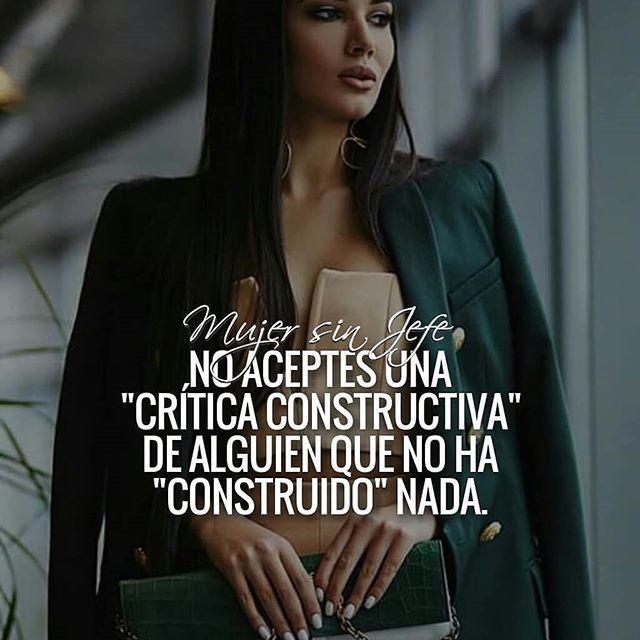 Mujer sin Jefe
NO ACEPTES UNA
"CRÍTICA CONSTRUCTIVA"
DE ALGUIEN QUE NO HA
"CONSTRUIDO" NADA.